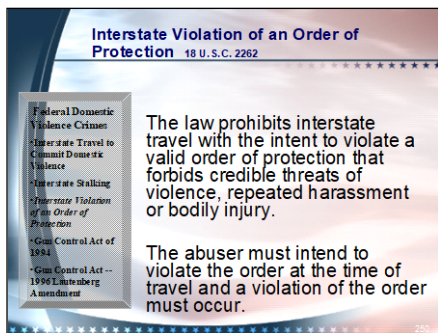 Interstate Violation of an Order of
Protection 18 U.S.C. 2262
Federal Domestic
Violence Crimes
•Interstate Travel to
Commit Domestic
Violence
•Interstate Stalking
•Interstate Violation
of an Order of
Protection
•Gun Control Act of
1994
•Gun Control Act --
1996 Lautenberg
Amendment
The law prohibits interstate
travel with the intent to violate a
valid order of protection that
forbids credible threats of
violence, repeated harassment
or bodily injury.
The abuser must intend to
violate the order at the time of
travel and a violation of the order
must occur.